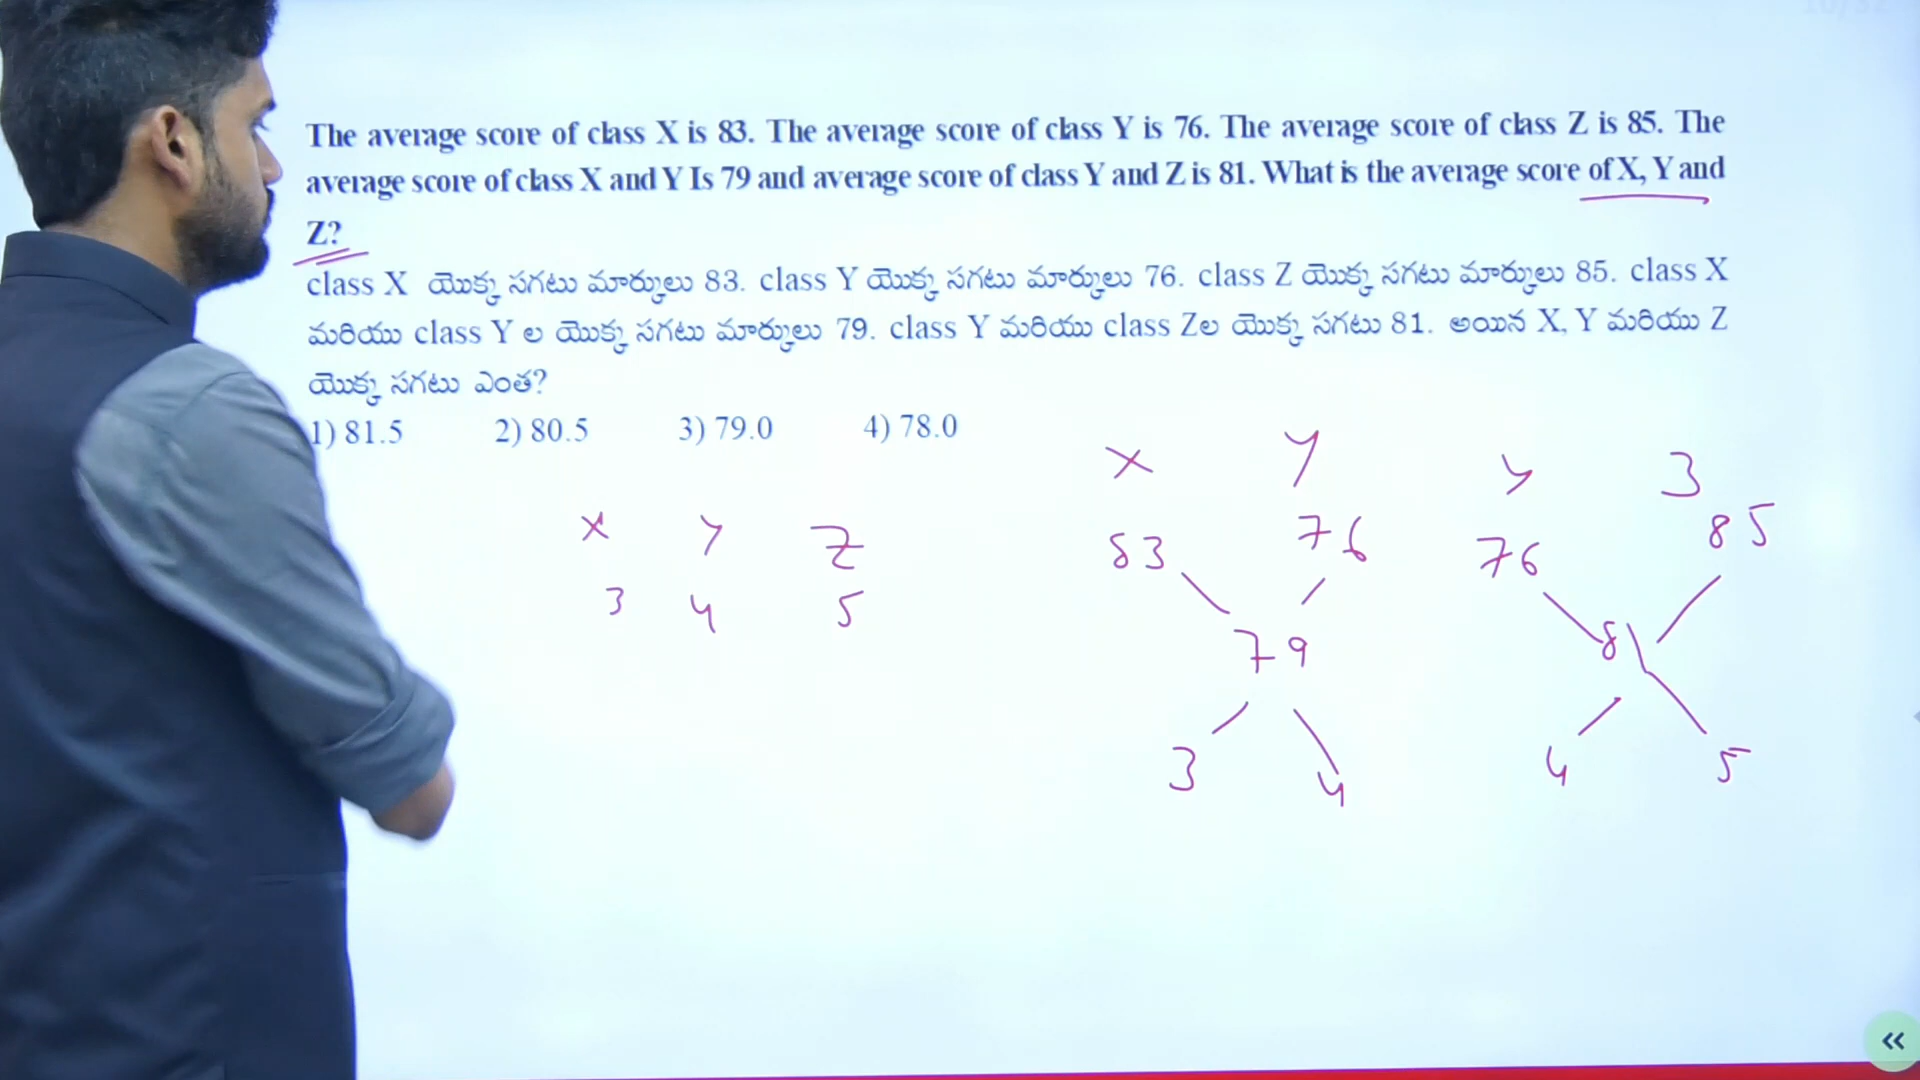 The average score of class X is 83. The average score of class Y is 76. The average score of class Z is 85. The
average score of class X and Y Is 79 and average score of class Y and Z is 81. What is the average score of X, Y and
Z?
class X యొక్క సగటు మార్కులు 83. class Y యొక్క సగటు మార్కులు 76. class Z యొక్క సగటు మార్కులు 85. class X
మరియు class Y ల యొక్క సగటు మార్కులు 79. class Y మరియు class Zల యొక్క సగటు 81. అయిన X, Y మరియు Z
యొక్క సగటు ఎంత?
1) 81.5 2) 80.5 3) 79.0 4) 78.0
X Y Y 3
X Y Z 83 76 76 85
3 4 5
79 81
3 4 4 5